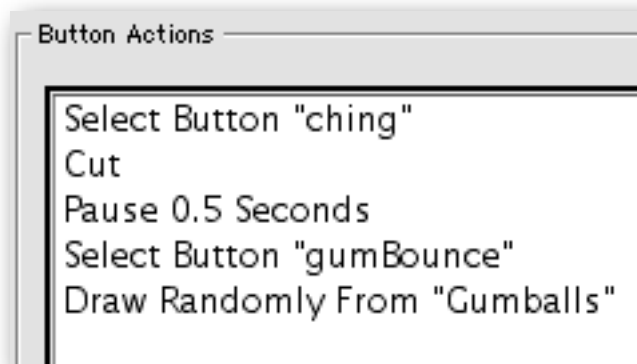 Button Actions
Select Button "ching"
Cut
Pause 0.5 Seconds
Select Button "gumBounce"
Draw Randomly From "Gumballs"